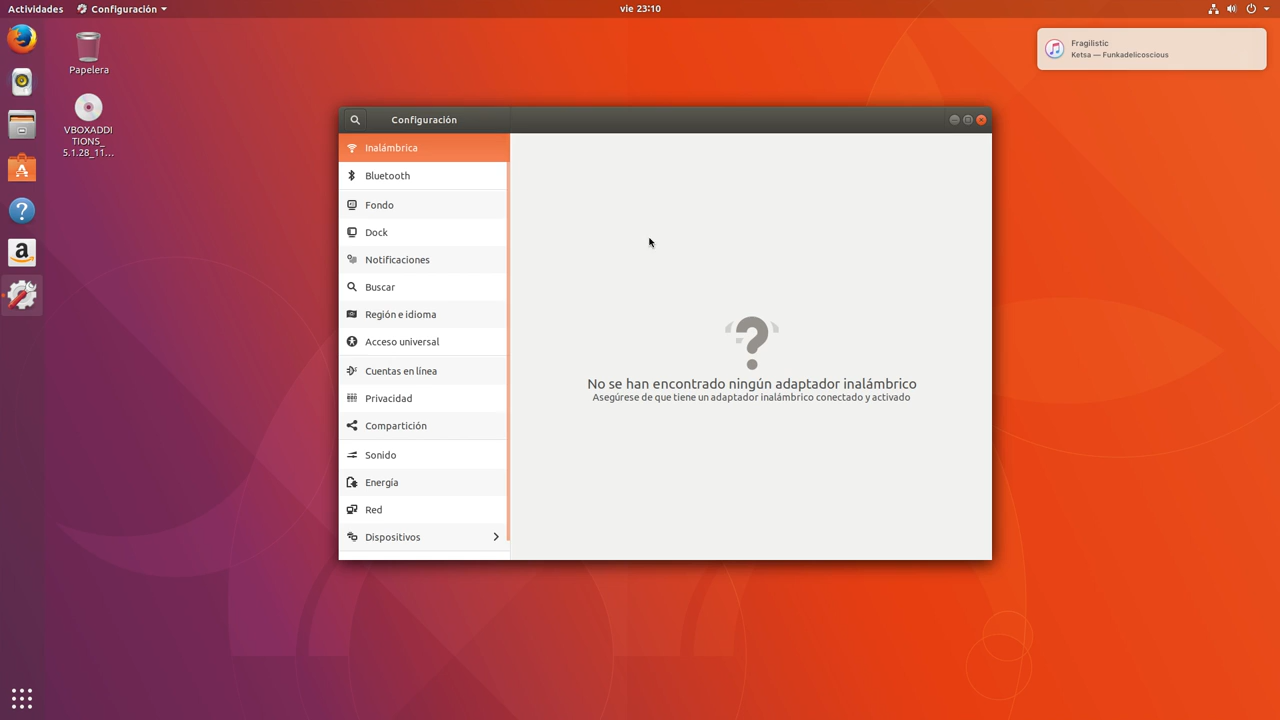 Actividades
Configuración
vie 23:10
Papelera
VBOXADDI
TIONS_
5.1.28_11...
Fragilistic
Ketsa — Funkadelicoscious
Configuración
Inalámbrica
Bluetooth
Fondo
Dock
Notificaciones
Buscar
Región e idioma
Acceso universal
Cuentas en línea
Privacidad
Compartición
Sonido
Energía
Red
Dispositivos
No se han encontrado ningún adaptador inalámbrico
Asegúrese de que tiene un adaptador inalámbrico conectado y activado